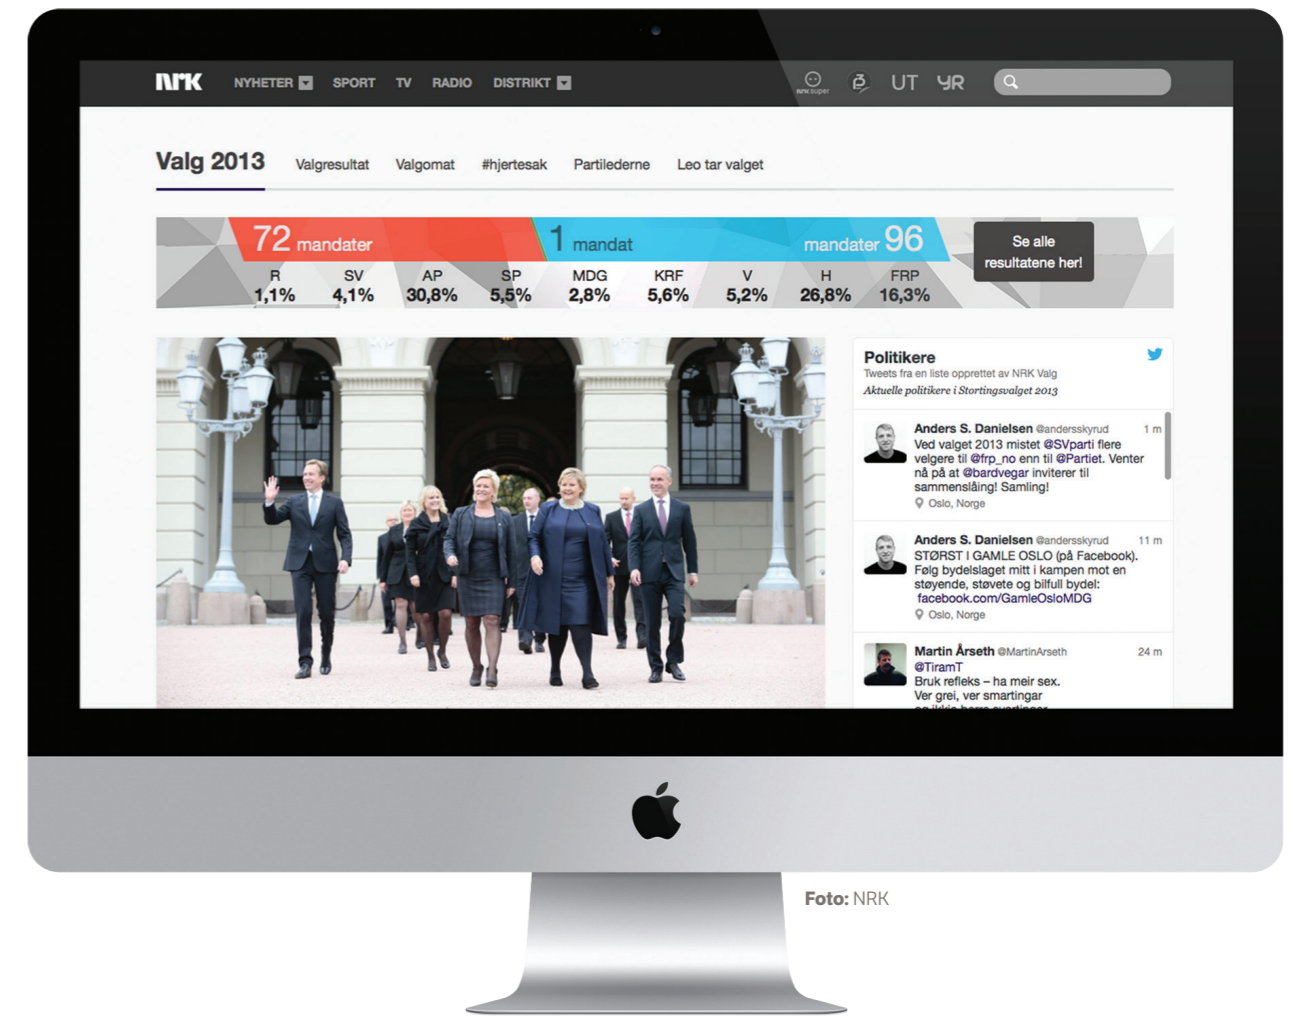 NRK NYHETER SPORT TV RADIO DISTRIKT nrk super P3 UT YR
Valg 2013 Valgresultat Valgomat #hjertesak Partilederne Leo tar valget
72 mandater 1 mandat mandater 96
Se alle
resultatene her!
R SV AP SP MDG KRF V H FRP
1,1% 4,1% 30,8% 5,5% 2,8% 5,6% 5,2% 26,8% 16,3%
Politikere
Tweets fra en liste opprettet av NRK Valg
Aktuelle politikere i Stortingsvalget 2013
Anders S. Danielsen @andersskyrud 1 m
Ved valget 2013 mistet @SVparti flere
velgere til @frp_no enn til @Partiet. Venter
nå på at @bardvegar inviterer til
sammenslåing! Samling!
Oslo, Norge
Anders S. Danielsen @andersskyrud 11 m
STØRST I GAMLE OSLO (på Facebook).
Følg bydelslaget mitt i kampen mot en
støyende, støvete og bilfull bydel:
facebook.com/GamleOsloMDG
Oslo, Norge
Martin Årseth @MartinArseth 24 m
@TiramT
Bruk refleks – ha meir sex.
Ver grei, ver smartingar
Foto: NRK